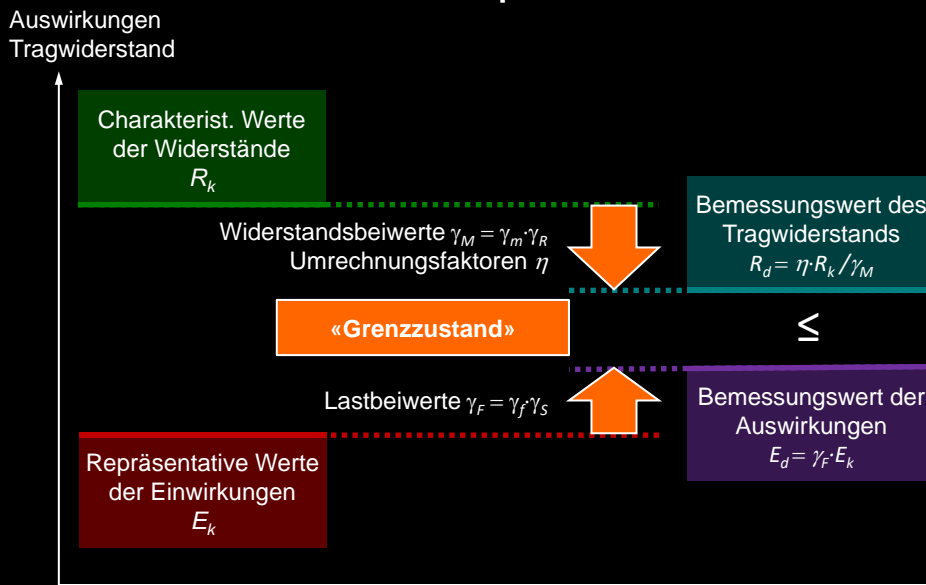 Auswirkungen
Tragwiderstand
Charakterist. Werte
der Widerstände
R_k
Widerstandsbeiwerte γ_M = γ_m·γ_R
Umrechnungsfaktoren η
Bemessungswert des
Tragwiderstands
R_d = η·R_k/γ_M
«Grenzzustand»
≤
Lastbeiwerte γ_F = γ_f·γ_S
Bemessungswert der
Auswirkungen
E_d = γ_F·E_k
Repräsentative Werte
der Einwirkungen
E_k